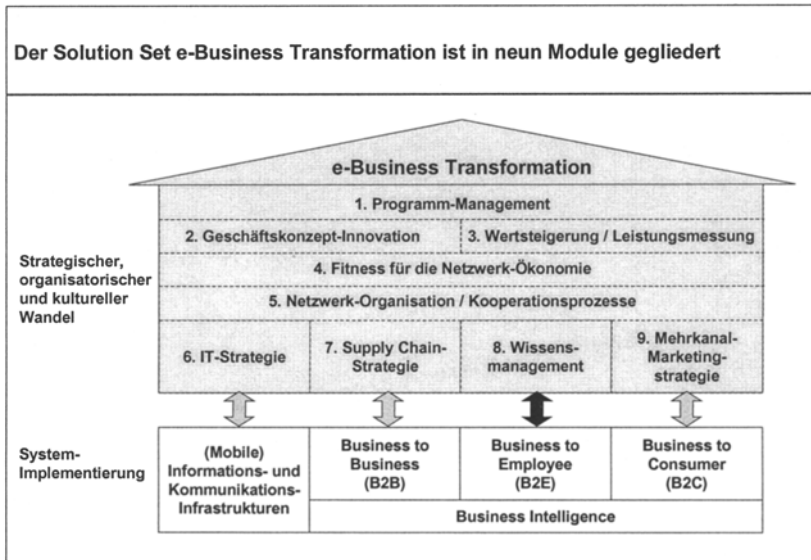 Der Solution Set e-Business Transformation ist in neun Module gegliedert
e-Business Transformation
1. Programm-Management
2. Geschäftskonzept-Innovation
3. Wertsteigerung / Leistungsmessung
4. Fitness für die Netzwerk-Ökonomie
5. Netzwerk-Organisation / Kooperationsprozesse
Strategischer,
organisatorischer
und kultureller
Wandel
6. IT-Strategie
7. Supply Chain-
Strategie
8. Wissens-
management
9. Mehrkanal-
Marketing-
strategie
System-
Implementierung
(Mobile)
Informations- und
Kommunikations-
Infrastrukturen
Business to
Business
(B2B)
Business to
Employee
(B2E)
Business to
Consumer
(B2C)
Business Intelligence